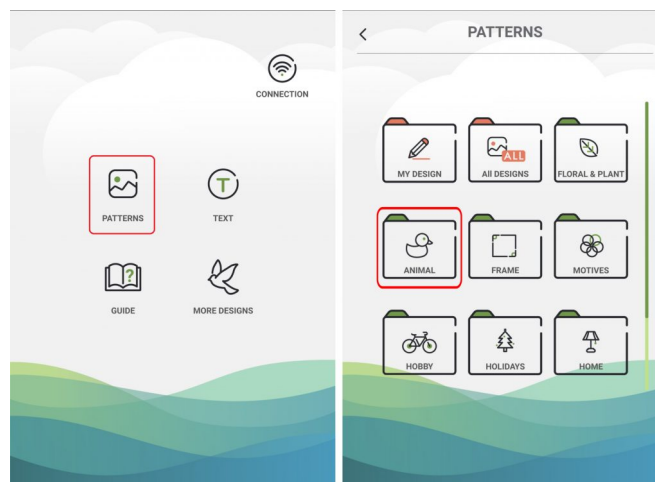 CONNECTION
PATTERNS
TEXT
GUIDE
MORE DESIGNS
PATTERNS
MY DESIGN
All DESIGNS
FLORAL & PLANT
ALL
ANIMAL
FRAME
MOTIVES
HOBBY
HOLIDAYS
HOME
T
?